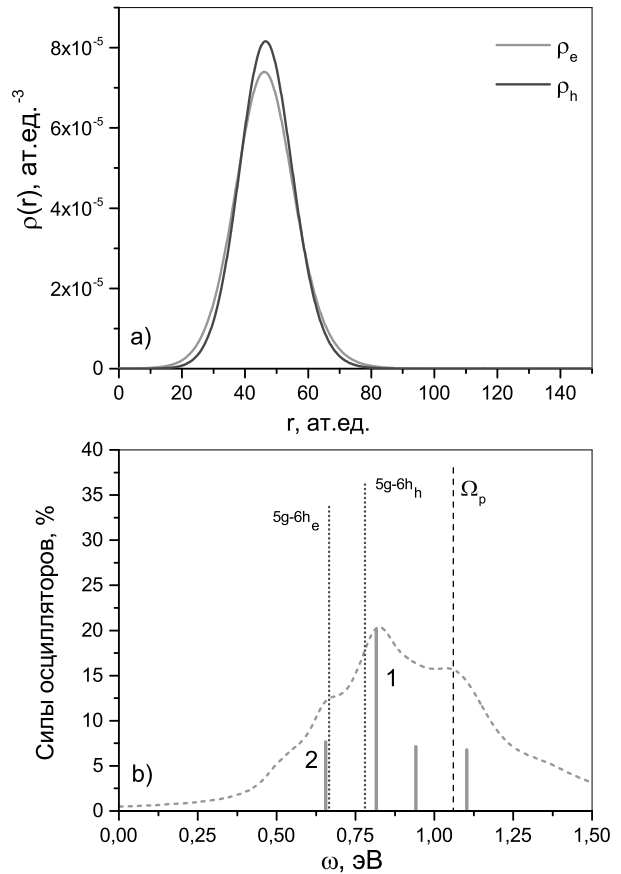 8x10⁻⁵
6x10⁻⁵
4x10⁻⁵
2x10⁻⁵
0
ρ(r), ат.ед.⁻³
ρₑ
ρₕ
a)
0 20 40 60 80 100 120 140
r, ат.ед.
40
35
30
25
20
15
10
5
0
Силы осцилляторов, %
5g-6hₑ
5g-6hₕ
Ωₚ
1
2
b)
0,00 0,25 0,50 0,75 1,00 1,25 1,50
ω, эВ